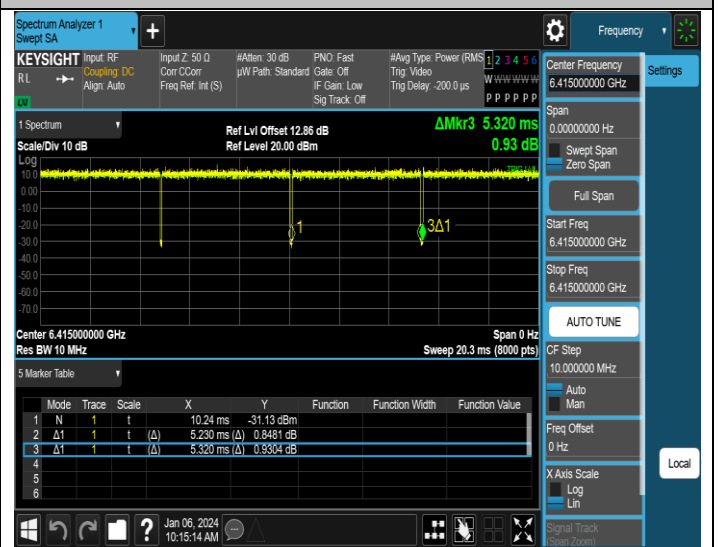 Spectrum Analyzer 1
Swept SA
Frequency
KEYSIGHT
RL
LXI
Input: RF
Coupling: DC
Align: Auto
Input Z: 50 Ω
Corr CCorr
Freq Ref: Int (S)
#Atten: 30 dB
µW Path: Standard
PNO: Fast
Gate: Off
IF Gain: Low
Sig Track: Off
#Avg Type: Power (RMS
Trig: Video
Trig Delay: -200.0 µs
1 2 3 4 5 6
W W W W W W
P P P P P P
Center Frequency
6.415000000 GHz
Settings
Span
0.00000000 Hz
Swept Span
Zero Span
Full Span
Start Freq
6.415000000 GHz
Stop Freq
6.415000000 GHz
AUTO TUNE
CF Step
10.000000 MHz
Auto
Man
Freq Offset
0 Hz
X Axis Scale
Log
Lin
Signal Track
(Span Zoom)
Local
1 Spectrum
Scale/Div 10 dB
Ref Lvl Offset 12.86 dB
Ref Level 20.00 dBm
ΔMkr3 5.320 ms
0.93 dB
Log
10.0
0.00
-10.0
-20.0
-30.0
-40.0
-50.0
-60.0
-70.0
TRIG LVL
1
3Δ1
Center 6.415000000 GHz
Res BW 10 MHz
Span 0 Hz
Sweep 20.3 ms (8000 pts)
5 Marker Table
Mode Trace Scale X Y Function Function Width Function Value
1 N 1 t 10.24 ms -31.13 dBm
2 Δ1 1 t (Δ) 5.230 ms (Δ) 0.8481 dB
3 Δ1 1 t (Δ) 5.320 ms (Δ) 0.9304 dB
4
5
6
?
Jan 06, 2024
10:15:14 AM